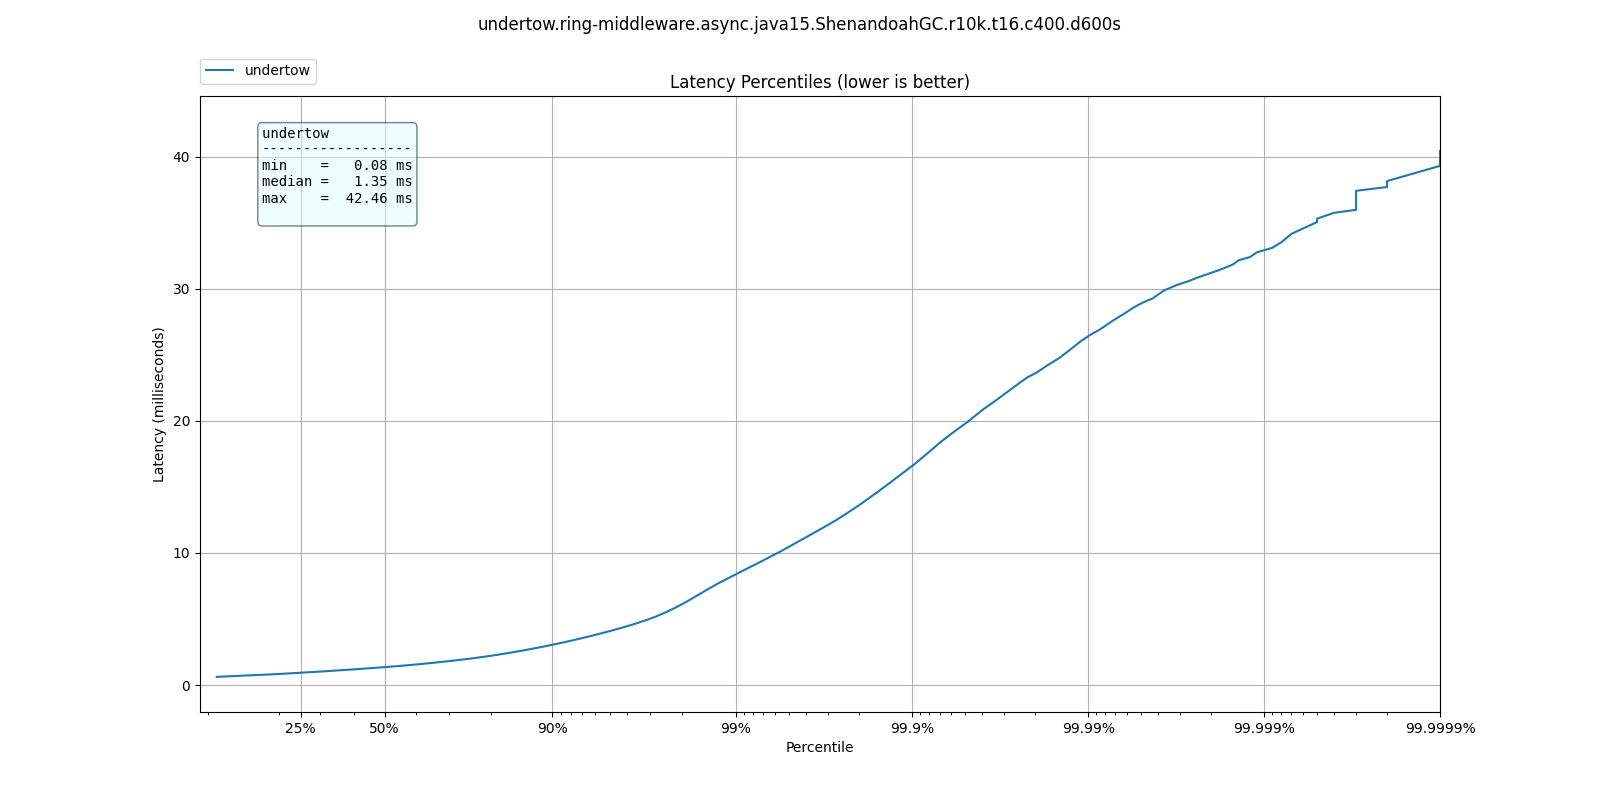 undertow.ring-middleware.async.java15.ShenandoahGC.r10k.t16.c400.d600s
undertow
Latency Percentiles (lower is better)
undertow
------------------
min    =   0.08 ms
median =   1.35 ms
max    =  42.46 ms
40
30
20
10
0
Latency (milliseconds)
25% 50% 90% 99% 99.9% 99.99% 99.999% 99.9999%
Percentile